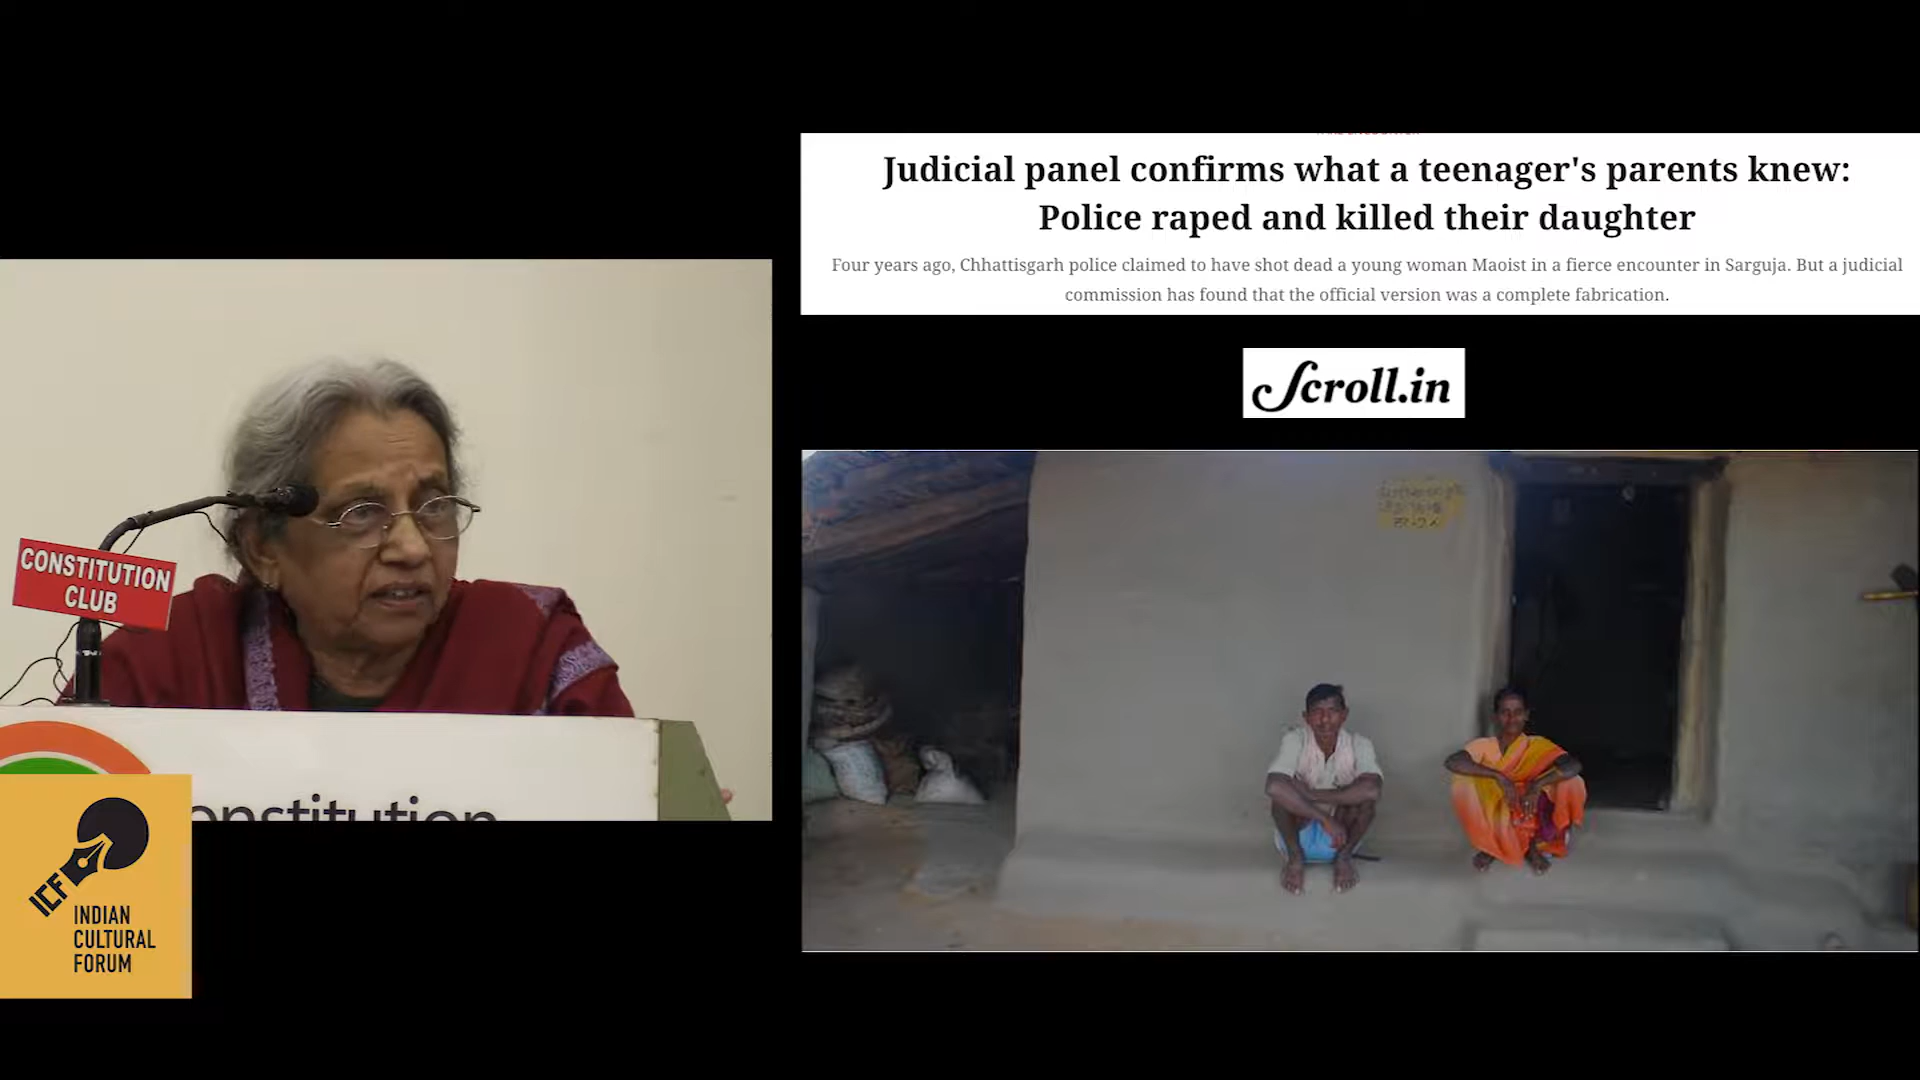 Judicial panel confirms what a teenager's parents knew:
Police raped and killed their daughter
Four years ago, Chhattisgarh police claimed to have shot dead a young woman Maoist in a fierce encounter in Sarguja. But a judicial
commission has found that the official version was a complete fabrication.
Scroll.in
CONSTITUTION
CLUB
onstitution
ICF
INDIAN
CULTURAL
FORUM